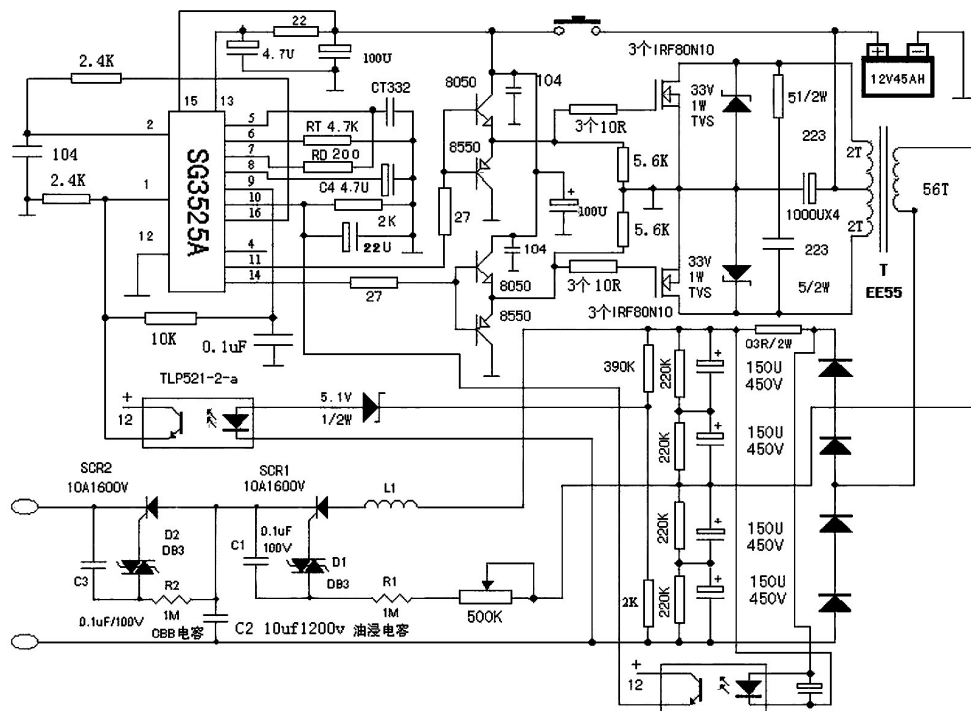 22
4.7U
100U
2.4K
15
13
8050
104
CT332
3个IRF80N10
12V45AH
2
5
6
7
8
9
10
16
4
11
14
1
12
SG3525A
RT 4.7K
RD 200
C4 4.7U
2K
22U
104
2.4K
8550
27
3个10R
33V
1W
TVS
51/2W
223
2T
5.6K
100U
1000UX4
56T
5.6K
2T
223
104
27
8050
8550
3个10R
33V
1W
TVS
5/2W
T
EE55
3个IRF80N10
10K
0.1uF
03R/2W
390K
220K
150U
450V
TLP521-2-a
5.1V
1/2W
12
220K
150U
450V
SCR2
10A1600V
SCR1
10A1600V
L1
0.1uF
100V
D2
DB3
C1
D1
DB3
220K
150U
450V
C3
R2
1M
R1
1M
500K
2K
220K
150U
450V
0.1uF/100V
CBB电容
C2 10uf1200v 油浸电容
12